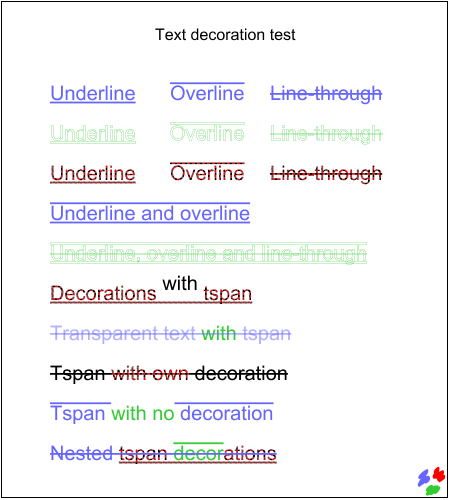 Text decoration test
Underline Overline Line-through
Underline Overline Line-through
Underline Overline Line-through
Underline and overline
Underline, overline and line-through
Decorations with tspan
Transparent text with tspan
Tspan with own decoration
Tspan with no decoration
Nested tspan decorations